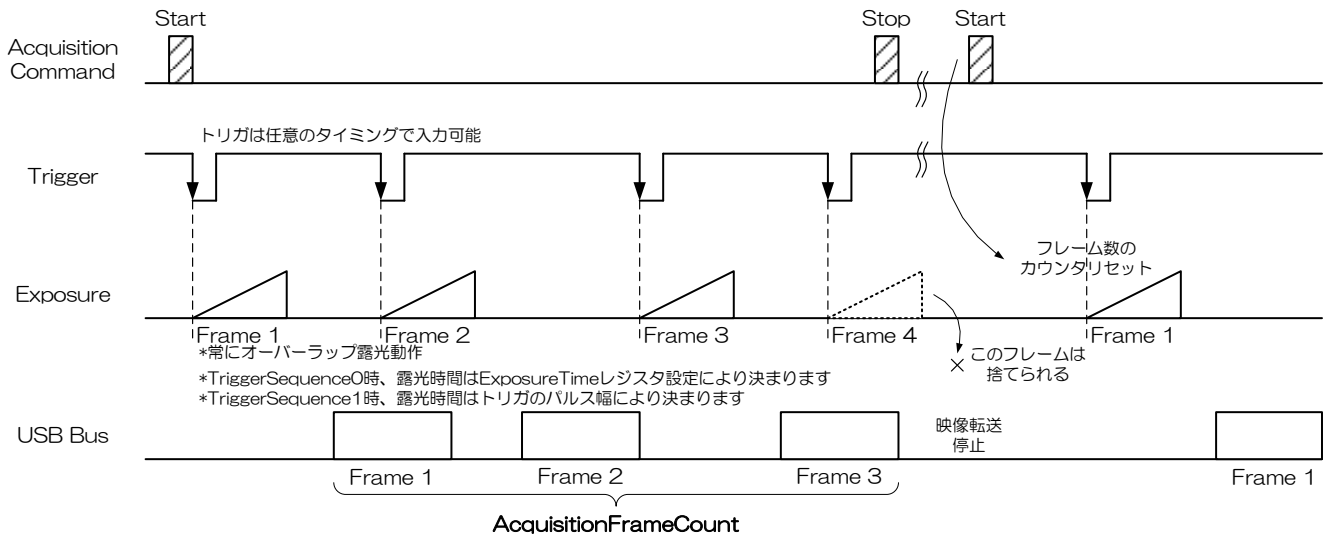 Start
Stop
Start
Acquisition
Command
トリガは任意のタイミングで入力可能
Trigger
フレーム数の
カウンタリセット
Exposure
Frame 1
Frame 2
Frame 3
Frame 4
Frame 1
*常にオーバーラップ露光動作
このフレームは
捨てられる
*TriggerSequence0時、露光時間はExposureTimeレジスタ設定により決まります
*TriggerSequence1時、露光時間はトリガのパルス幅により決まります
USB Bus
映像転送
停止
Frame 1
Frame 2
Frame 3
Frame 1
AcquisitionFrameCount